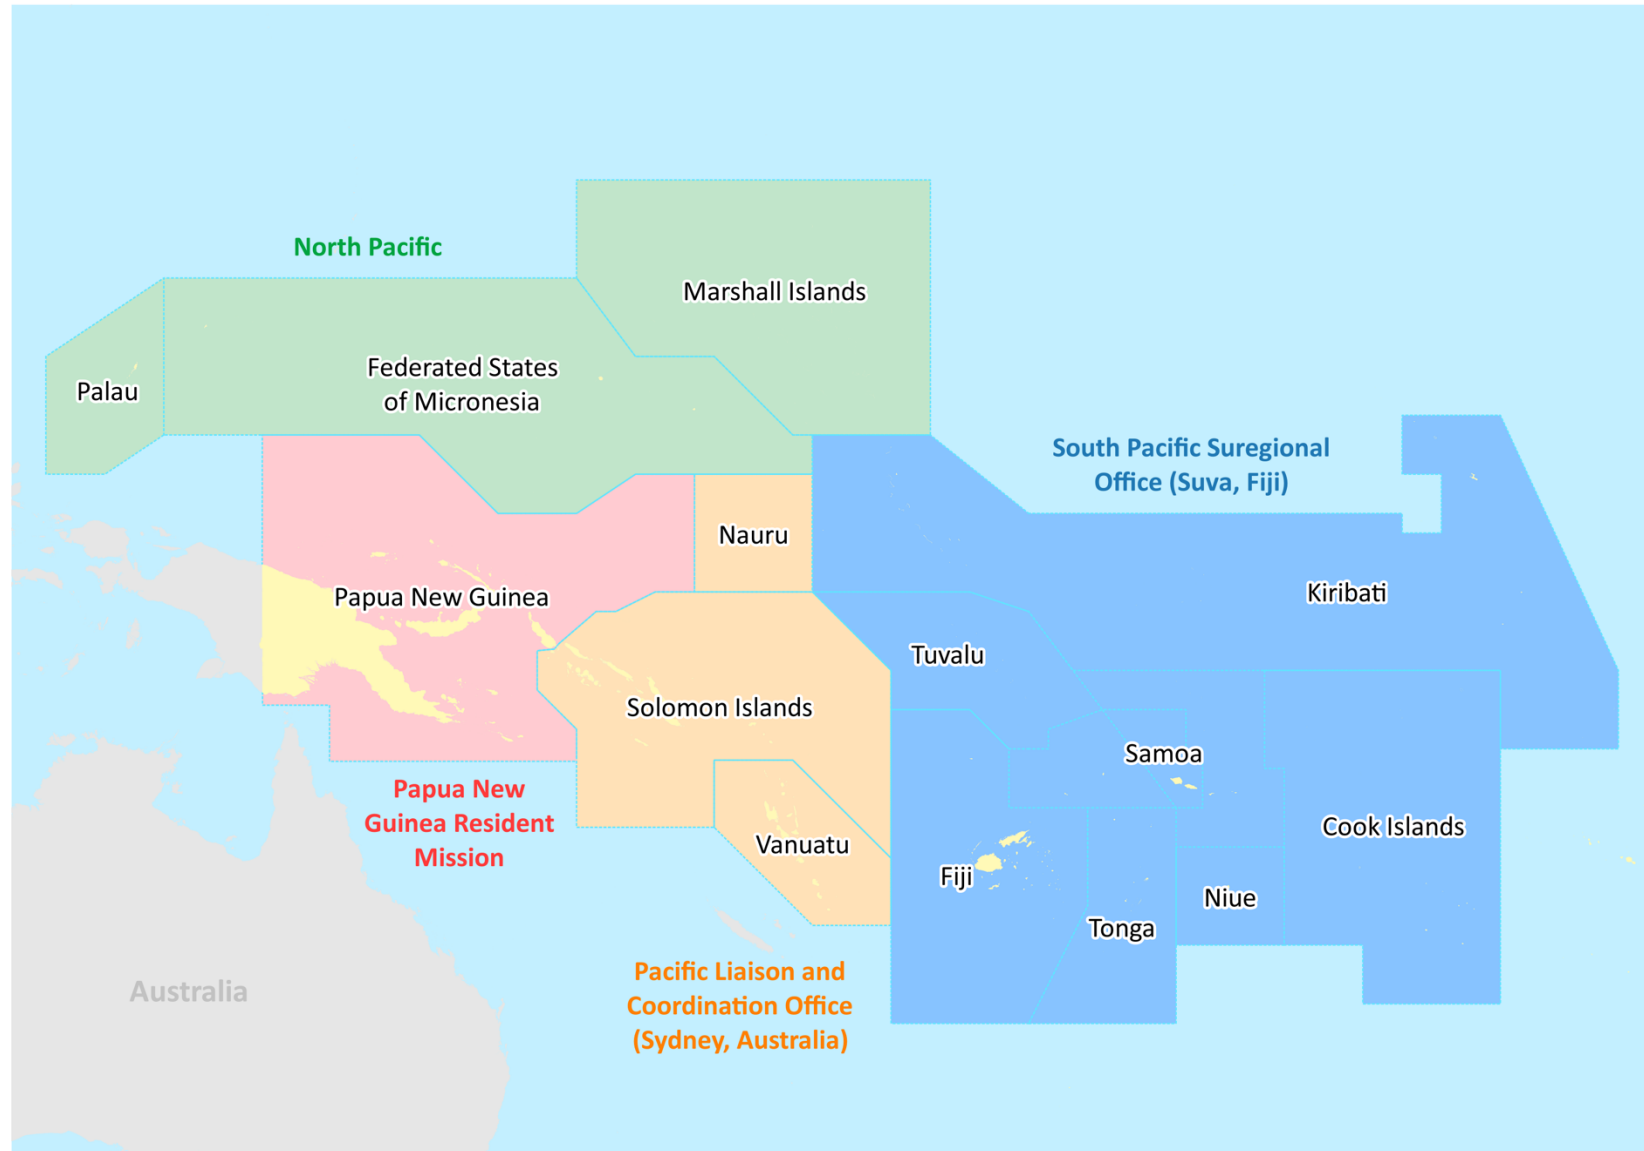 North Pacific
Marshall Islands
Federated States
of Micronesia
Palau
South Pacific Suregional
Office (Suva, Fiji)
Nauru
Papua New Guinea
Kiribati
Tuvalu
Solomon Islands
Samoa
Papua New
Guinea Resident
Mission
Vanuatu
Cook Islands
Fiji
Niue
Tonga
Pacific Liaison and
Coordination Office
(Sydney, Australia)
Australia